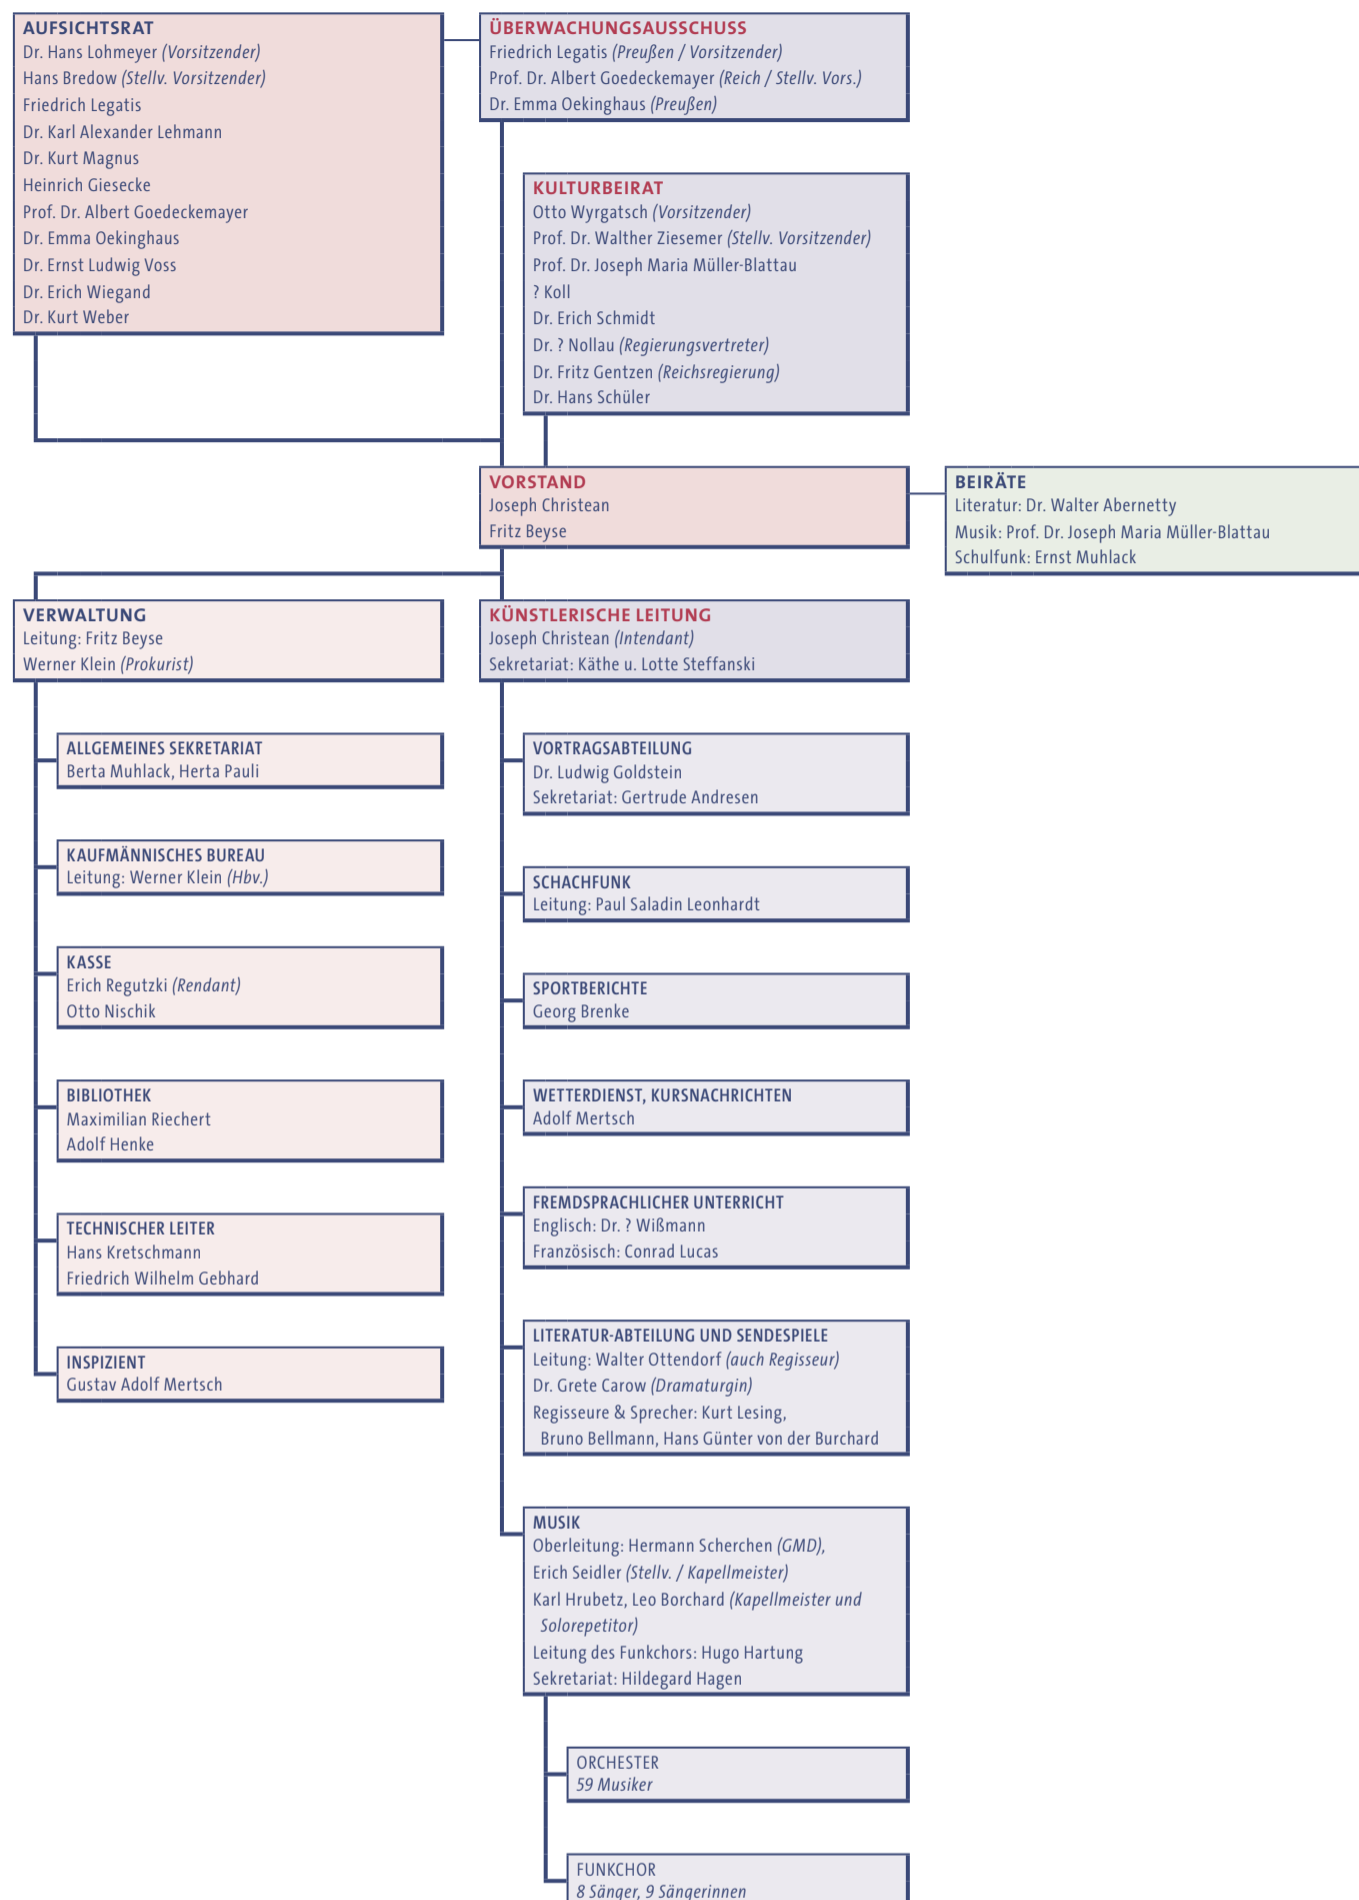 AUFSICHTSRAT
Dr. Hans Lohmeyer (Vorsitzender)
Hans Bredow (Stellv. Vorsitzender)
Friedrich Legatis
Dr. Karl Alexander Lehmann
Dr. Kurt Magnus
Heinrich Giesecke
Prof. Dr. Albert Goedeckemayer
Dr. Emma Oekinghaus
Dr. Ernst Ludwig Voss
Dr. Erich Wiegand
Dr. Kurt Weber
ÜBERWACHUNGSAUSSCHUSS
Friedrich Legatis (Preußen / Vorsitzender)
Prof. Dr. Albert Goedeckemayer (Reich / Stellv. Vors.)
Dr. Emma Oekinghaus (Preußen)
KULTURBEIRAT
Otto Wyrgatsch (Vorsitzender)
Prof. Dr. Walther Ziesemer (Stellv. Vorsitzender)
Prof. Dr. Joseph Maria Müller-Blattau
? Koll
Dr. Erich Schmidt
Dr. ? Nollau (Regierungsvertreter)
Dr. Fritz Gentzen (Reichsregierung)
Dr. Hans Schüler
VORSTAND
Joseph Christean
Fritz Beyse
BEIRÄTE
Literatur: Dr. Walter Abernetty
Musik: Prof. Dr. Joseph Maria Müller-Blattau
Schulfunk: Ernst Muhlack
VERWALTUNG
Leitung: Fritz Beyse
Werner Klein (Prokurist)
ALLGEMEINES SEKRETARIAT
Berta Muhlack, Herta Pauli
KAUFMÄNNISCHES BUREAU
Leitung: Werner Klein (Hbv.)
KASSE
Erich Regutzki (Rendant)
Otto Nischik
BIBLIOTHEK
Maximilian Riechert
Adolf Henke
TECHNISCHER LEITER
Hans Kretschmann
Friedrich Wilhelm Gebhard
INSPIZIENT
Gustav Adolf Mertsch
KÜNSTLERISCHE LEITUNG
Joseph Christean (Intendant)
Sekretariat: Käthe u. Lotte Steffanski
VORTRAGSABTEILUNG
Dr. Ludwig Goldstein
Sekretariat: Gertrude Andresen
SCHACHFUNK
Leitung: Paul Saladin Leonhardt
SPORTBERICHTE
Georg Brenke
WETTERDIENST, KURSNACHRICHTEN
Adolf Mertsch
FREMDSPRACHLICHER UNTERRICHT
Englisch: Dr. ? Wißmann
Französisch: Conrad Lucas
LITERATUR-ABTEILUNG UND SENDESPIELE
Leitung: Walter Ottendorf (auch Regisseur)
Dr. Grete Carow (Dramaturgin)
Regisseure & Sprecher: Kurt Lesing,
Bruno Bellmann, Hans Günter von der Burchard
MUSIK
Oberleitung: Hermann Scherchen (GMD),
Erich Seidler (Stellv. / Kapellmeister)
Karl Hrubetz, Leo Borchard (Kapellmeister und
Solorepetitor)
Leitung des Funkchors: Hugo Hartung
Sekretariat: Hildegard Hagen
ORCHESTER
59 Musiker
FUNKCHOR
8 Sänger, 9 Sängerinnen